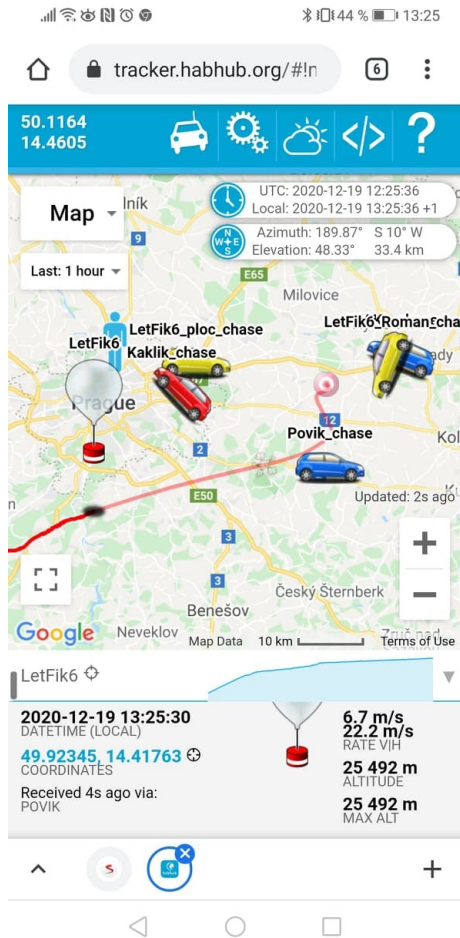 44 % 13:25
tracker.habhub.org/#!n 6
50.1164
14.4605
</> ?
Map
lník
9
UTC: 2020-12-19 12:25:36
Local: 2020-12-19 13:25:36 +1
Azimuth: 189.87° S 10° W
Elevation: 48.33° 33.4 km
N
W E
S
Last: 1 hour
E65
Milovice
LetFik6_ploc_chase
LetFik6
Kaklik_chase
Prague
12
Povik_chase
Kol
2
E50
Updated: 2s ago
3
3
Český Šternberk
Benešov
Google
Neveklov
Map Data 10 km Terms of Use
LetFik6
2020-12-19 13:25:30
DATETIME (LOCAL)
49.92345, 14.41763
COORDINATES
Received 4s ago via:
POVIK
6.7 m/s
22.2 m/s
RATE V|H
25 492 m
ALTITUDE
25 492 m
MAX ALT